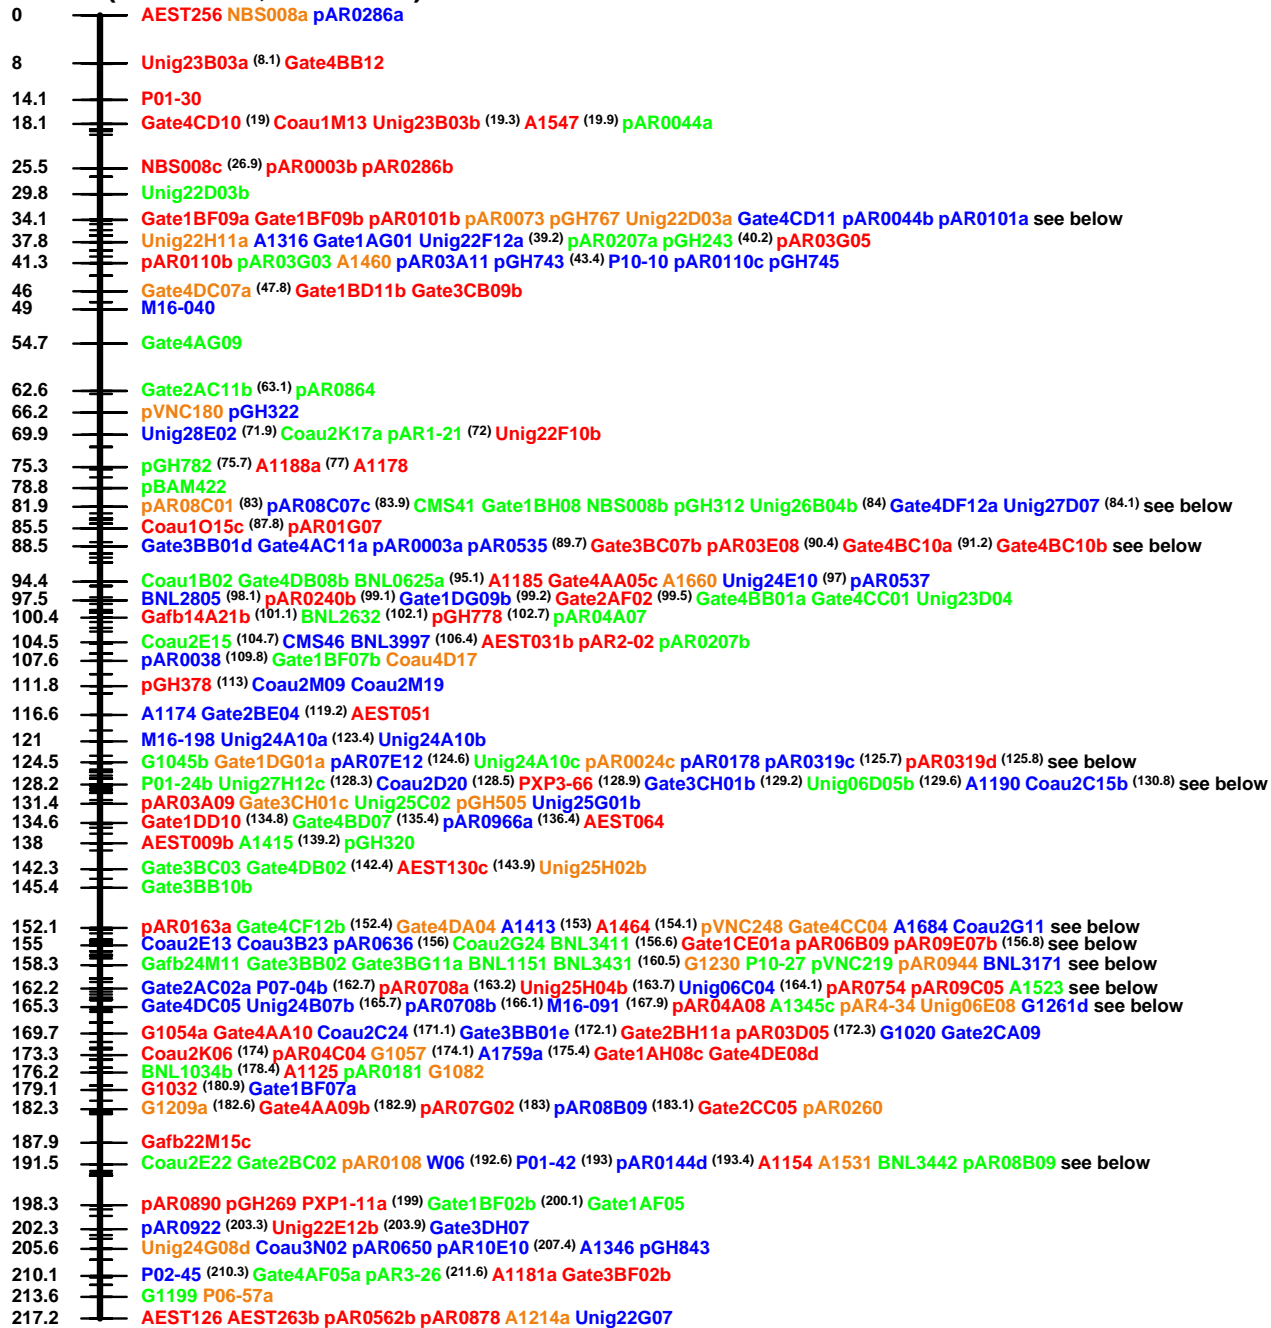 0 AEST256 NBS008a pAR0286a
8 Unig23B03a (8.1) Gate4BB12
14.1 P01-30
18.1 Gate4CD10 (19) Coau1M13 Unig23B03b (19.3) A1547 (19.9) pAR0044a
25.5 NBS008c (26.9) pAR0003b pAR0286b
29.8 Unig22D03b
34.1 Gate1BF09a Gate1BF09b pAR0101b pAR0073 pGH767 Unig22D03a Gate4CD11 pAR0044b pAR0101a see below
37.8 Unig22H11a A1316 Gate1AG01 Unig22F12a (39.2) pAR0207a pGH243 (40.2) pAR03G05
41.3 pAR0110b pAR03G03 A1460 pAR03A11 pGH743 (43.4) P10-10 pAR0110c pGH745
46 Gate4DC07a (47.8) Gate1BD11b Gate3CB09b
49 M16-040
54.7 Gate4AG09
62.6 Gate2AC11b (63.1) pAR0864
66.2 pVNC180 pGH322
69.9 Unig28E02 (71.9) Coau2K17a pAR1-21 (72) Unig22F10b
75.3 pGH782 (75.7) A1188a (77) A1178
78.8 pBAM422
81.9 pAR08C01 (83) pAR08C07c (83.9) CMS41 Gate1BH08 NBS008b pGH312 Unig26B04b (84) Gate4DF12a Unig27D07 (84.1) see below
85.5 Coau1O15c (87.8) pAR01G07
88.5 Gate3BB01d Gate4AC11a pAR0003a pAR0535 (89.7) Gate3BC07b pAR03E08 (90.4) Gate4BC10a (91.2) Gate4BC10b see below
94.4 Coau1B02 Gate4DB08b BNL0625a (95.1) A1185 Gate4AA05c A1660 Unig24E10 (97) pAR0537
97.5 BNL2805 (98.1) pAR0240b (99.1) Gate1DG09b (99.2) Gate2AF02 (99.5) Gate4BB01a Gate4CC01 Unig23D04
100.4 Gafb14A21b (101.1) BNL2632 (102.1) pGH778 (102.7) pAR04A07
104.5 Coau2E15 (104.7) CMS46 BNL3997 (106.4) AEST031b pAR2-02 pAR0207b
107.6 pAR0038 (109.8) Gate1BF07b Coau4D17
111.8 pGH378 (113) Coau2M09 Coau2M19
116.6 A1174 Gate2BE04 (119.2) AEST051
121 M16-198 Unig24A10a (123.4) Unig24A10b
124.5 G1045b Gate1DG01a pAR07E12 (124.6) Unig24A10c pAR0024c pAR0178 pAR0319c (125.7) pAR0319d (125.8) see below
128.2 P01-24b Unig27H12c (128.3) Coau2D20 (128.5) PXP3-66 (128.9) Gate3CH01b (129.2) Unig06D05b (129.6) A1190 Coau2C15b (130.8) see below
131.4 pAR03A09 Gate3CH01c Unig25C02 pGH505 Unig25G01b
134.6 Gate1DD10 (134.8) Gate4BD07 (135.4) pAR0966a (136.4) AEST064
138 AEST009b A1415 (139.2) pGH320
142.3 Gate3BC03 Gate4DB02 (142.4) AEST130c (143.9) Unig25H02b
145.4 Gate3BB10b
152.1 pAR0163a Gate4CF12b (152.4) Gate4DA04 A1413 (153) A1464 (154.1) pVNC248 Gate4CC04 A1684 Coau2G11 see below
155 Coau2E13 Coau3B23 pAR0636 (156) Coau2G24 BNL3411 (156.6) Gate1CE01a pAR06B09 pAR09E07b (156.8) see below
158.3 Gafb24M11 Gate3BB02 Gate3BG11a BNL1151 BNL3431 (160.5) G1230 P10-27 pVNC219 pAR0944 BNL3171 see below
162.2 Gate2AC02a P07-04b (162.7) pAR0708a (163.2) Unig25H04b (163.7) Unig06C04 (164.1) pAR0754 pAR09C05 A1523 see below
165.3 Gate4DC05 Unig24B07b (165.7) pAR0708b (166.1) M16-091 (167.9) pAR04A08 A1345c pAR4-34 Unig06E08 G1261d see below
169.7 G1054a Gate4AA10 Coau2C24 (171.1) Gate3BB01e (172.1) Gate2BH11a pAR03D05 (172.3) G1020 Gate2CA09
173.3 Coau2K06 (174) pAR04C04 G1057 (174.1) A1759a (175.4) Gate1AH08c Gate4DE08d
176.2 BNL1034b (178.4) A1125 pAR0181 G1082
179.1 G1032 (180.9) Gate1BF07a
182.3 G1209a (182.6) Gate4AA09b (182.9) pAR07G02 (183) pAR08B09 (183.1) Gate2CC05 pAR0260
187.9 Gafb22M15c
191.5 Coau2E22 Gate2BC02 pAR0108 W06 (192.6) P01-42 (193) pAR0144d (193.4) A1154 A1531 BNL3442 pAR08B09 see below
198.3 pAR0890 pGH269 PXP1-11a (199) Gate1BF02b (200.1) Gate1AF05
202.3 pAR0922 (203.3) Unig22E12b (203.9) Gate3DH07
205.6 Unig24G08d Coau3N02 pAR0650 pAR10E10 (207.4) A1346 pGH843
210.1 P02-45 (210.3) Gate4AF05a pAR3-26 (211.6) A1181a Gate3BF02b
213.6 G1199 P06-57a
217.2 AEST126 AEST263b pAR0562b pAR0878 A1214a Unig22G07